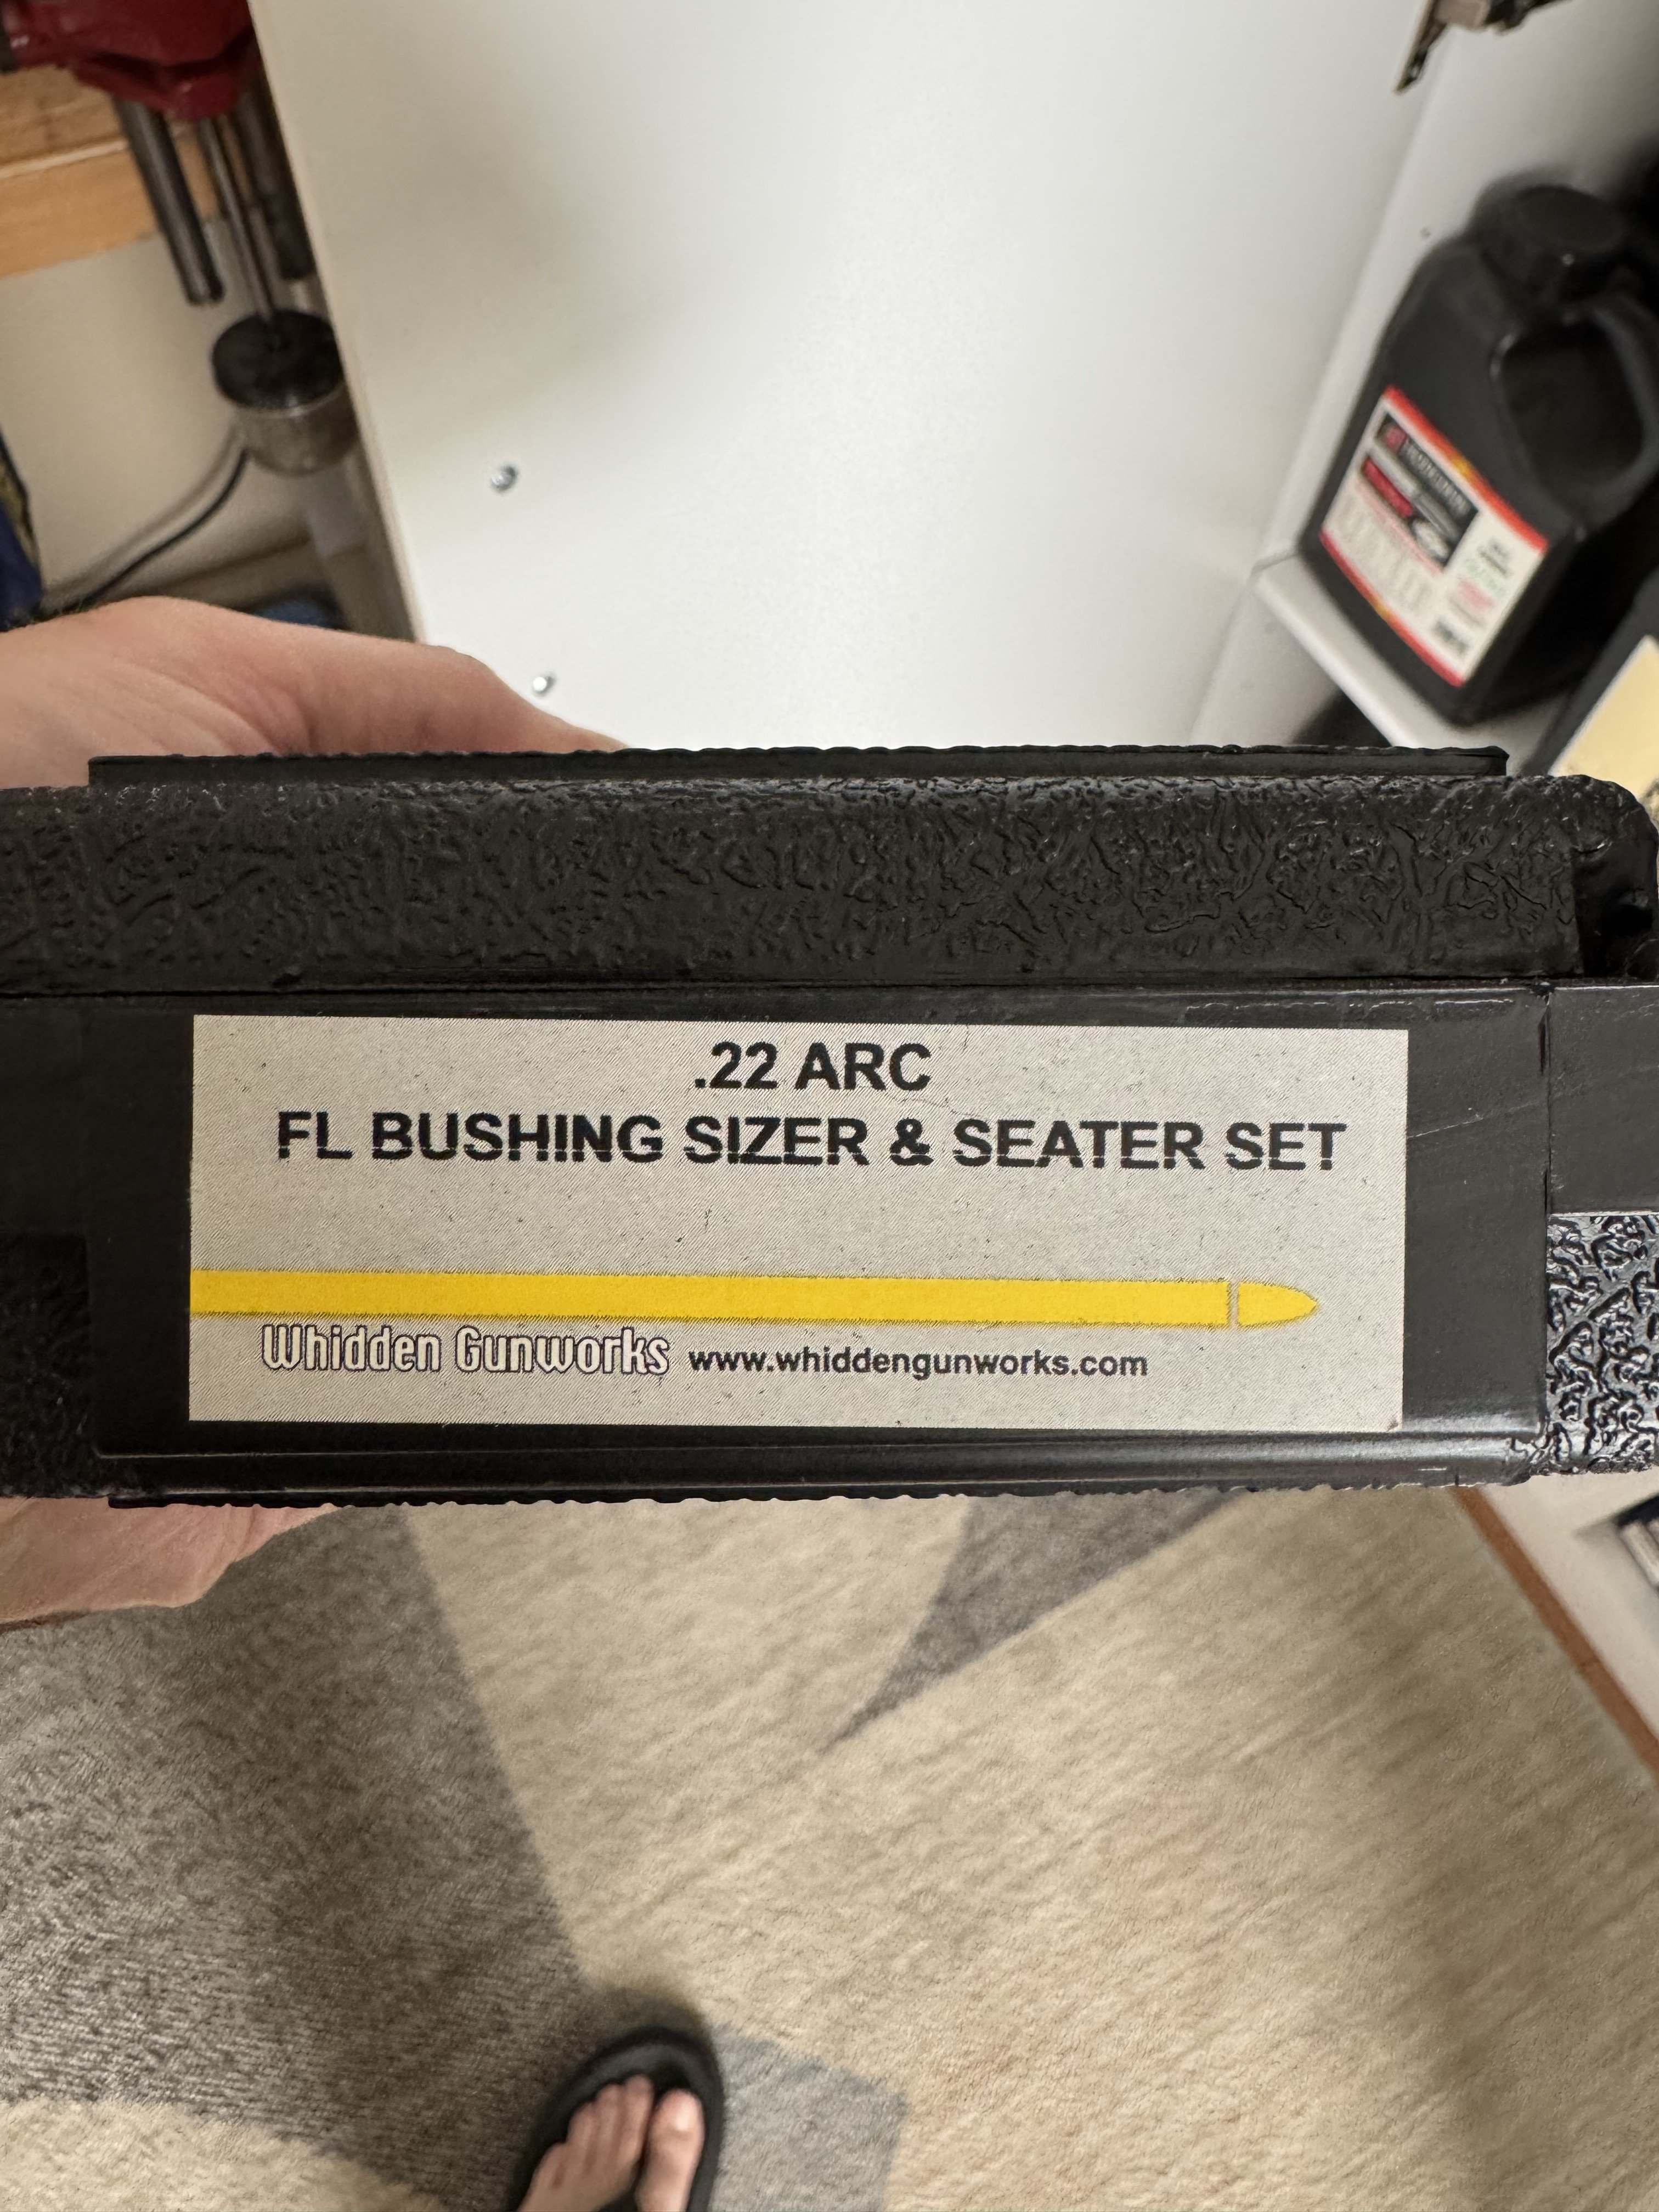 .22 ARC
FL BUSHING SIZER & SEATER SET
Whidden Gunworks www.whiddengunworks.com